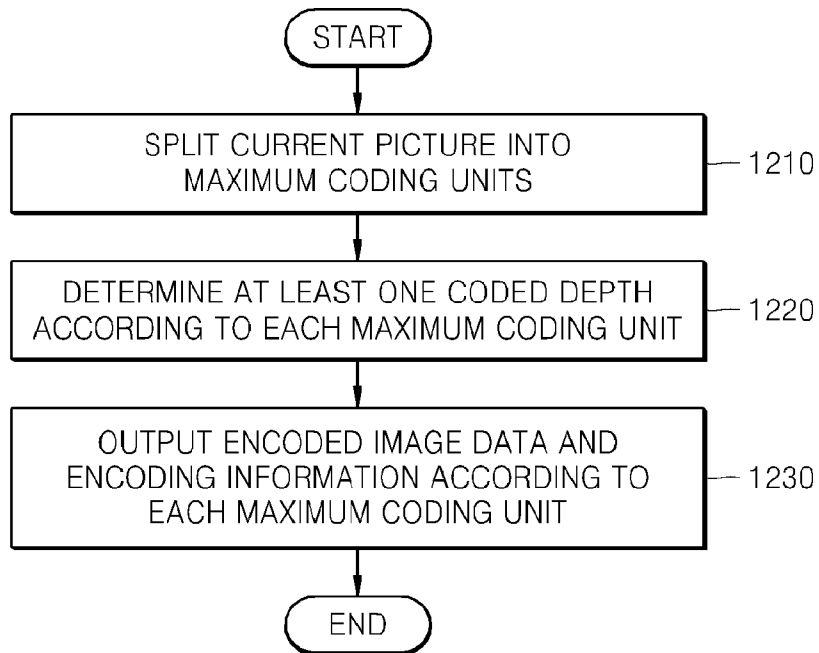 START
SPLIT CURRENT PICTURE INTO
MAXIMUM CODING UNITS
1210
DETERMINE AT LEAST ONE CODED DEPTH
ACCORDING TO EACH MAXIMUM CODING UNIT
1220
OUTPUT ENCODED IMAGE DATA AND
ENCODING INFORMATION ACCORDING TO
EACH MAXIMUM CODING UNIT
1230
END